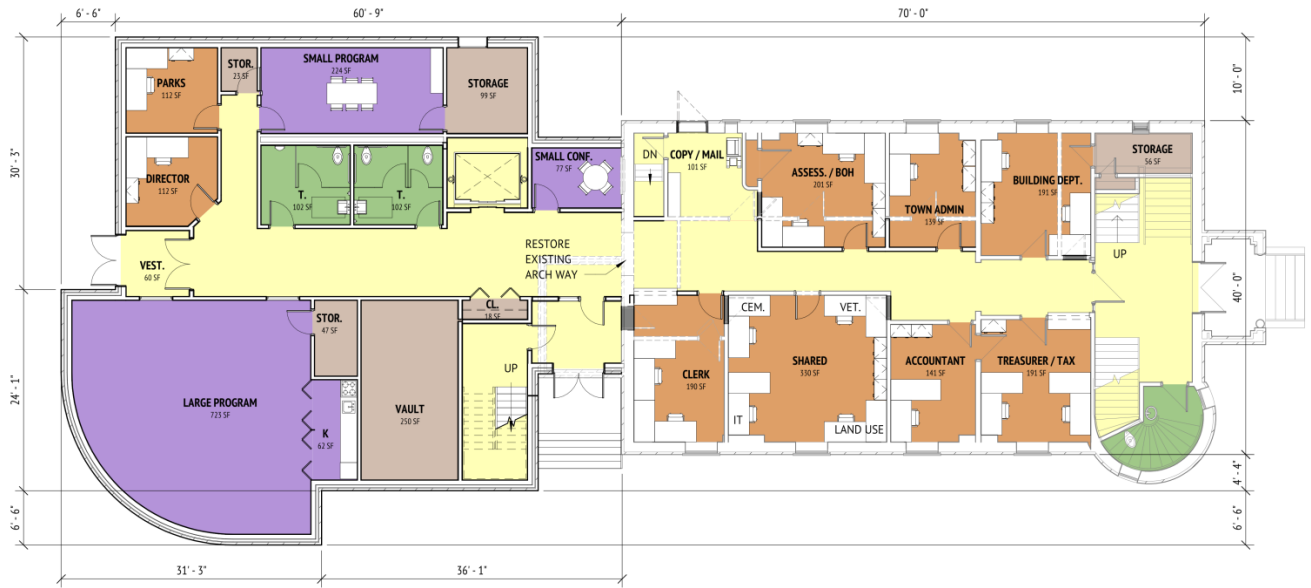 6' - 6"
60' - 9"
70' - 0"
30' - 3"
24' - 1"
6' - 6"
10' - 0"
40' - 0"
4' - 4"
6' - 6"
31' - 3"
36' - 1"
PARKS
112 SF
STOR.
23 SF
SMALL PROGRAM
224 SF
STORAGE
99 SF
DIRECTOR
112 SF
T.
102 SF
T.
102 SF
SMALL CONF.
77 SF
DN
COPY / MAIL
101 SF
ASSESS. / BOH
201 SF
TOWN ADMIN
139 SF
BUILDING DEPT.
191 SF
STORAGE
56 SF
UP
VEST.
60 SF
RESTORE
EXISTING
ARCH WAY
LARGE PROGRAM
723 SF
STOR.
47 SF
K
62 SF
VAULT
250 SF
CL.
18 SF
UP
CLERK
190 SF
CEM.
VET.
SHARED
330 SF
IT
LAND USE
ACCOUNTANT
141 SF
TREASURER / TAX
191 SF